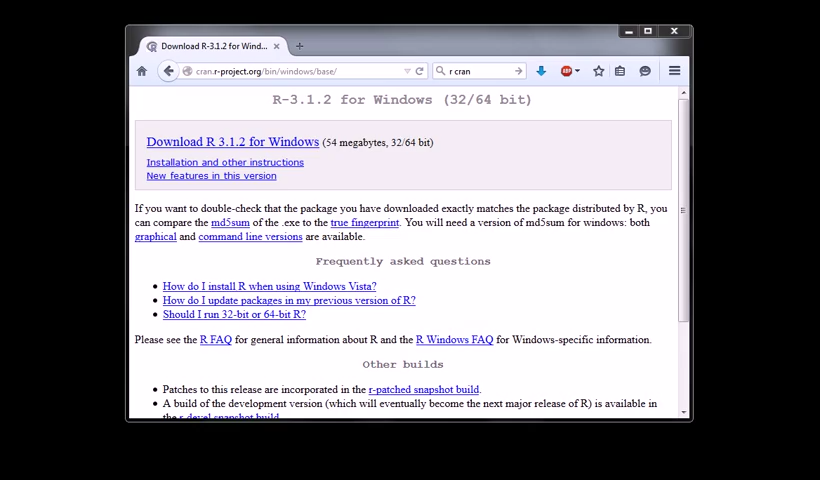 Download R-3.1.2 for Wind...
cran.r-project.org/bin/windows/base/
r cran
ABP
R-3.1.2 for Windows (32/64 bit)
Download R 3.1.2 for Windows (54 megabytes, 32/64 bit)
Installation and other instructions
New features in this version
If you want to double-check that the package you have downloaded exactly matches the package distributed by R, you
can compare the md5sum of the .exe to the true fingerprint. You will need a version of md5sum for windows: both
graphical and command line versions are available.
Frequently asked questions
How do I install R when using Windows Vista?
How do I update packages in my previous version of R?
Should I run 32-bit or 64-bit R?
Please see the R FAQ for general information about R and the R Windows FAQ for Windows-specific information.
Other builds
Patches to this release are incorporated in the r-patched snapshot build.
A build of the development version (which will eventually become the next major release of R) is available in
the r-devel snapshot build.